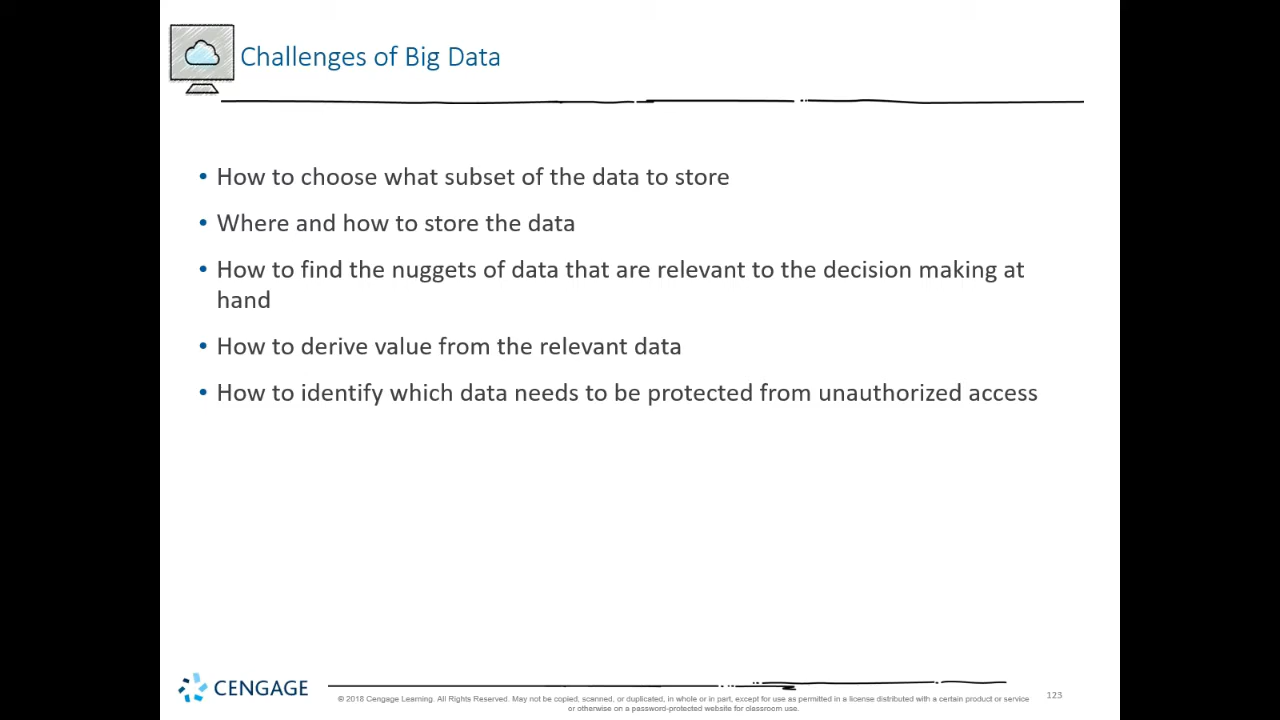 Challenges of Big Data
• How to choose what subset of the data to store
• Where and how to store the data
• How to find the nuggets of data that are relevant to the decision making at
hand
• How to derive value from the relevant data
• How to identify which data needs to be protected from unauthorized access
CENGAGE
© 2018 Cengage Learning. All Rights Reserved. May not be copied, scanned, or duplicated, in whole or in part, except for use as permitted in a license distributed with a certain product or service
or otherwise on a password-protected website for classroom use.
123